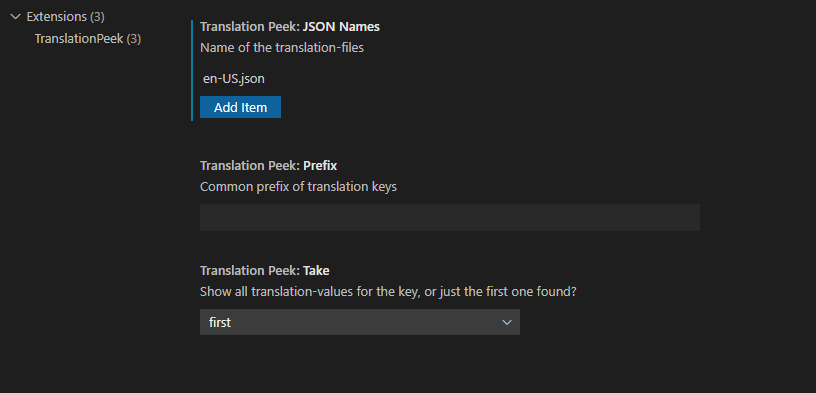 Extensions (3)
TranslationPeek (3)
Translation Peek: JSON Names
Name of the translation-files
en-US.json
Add Item
Translation Peek: Prefix
Common prefix of translation keys
Translation Peek: Take
Show all translation-values for the key, or just the first one found?
first